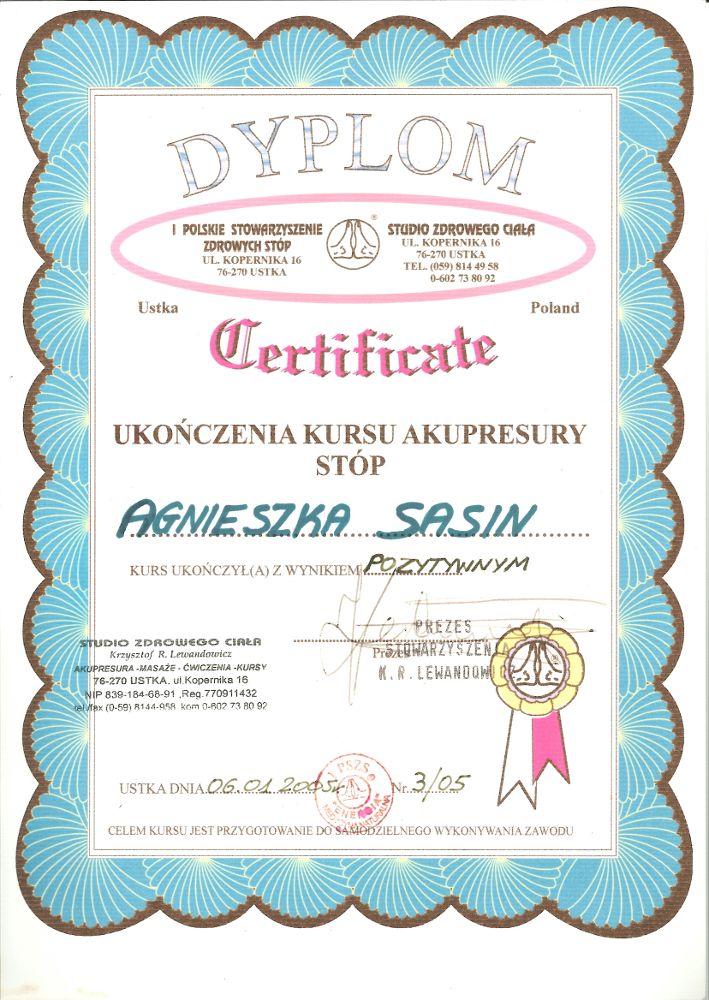 DYPLOM
I POLSKIE STOWARZYSZENIE
ZDROWYCH STÓP
UL. KOPERNIKA 16
76-270 USTKA
®
STUDIO ZDROWEGO CIAŁA
UL. KOPERNIKA 16
76-270 USTKA
TEL. (059) 814 49 58
0-602 73 80 92
Ustka
Poland
Certificate
UKOŃCZENIA KURSU AKUPRESURY
STÓP
AGNIESZKA SASIN
KURS UKOŃCZYŁ(A) Z WYNIKIEM POZYTYWNYM
PREZES
STOWARZYSZENIA
K.R. LEWANDOWICZ
STUDIO ZDROWEGO CIAŁA
Krzysztof R. Lewandowicz
AKUPRESURA -MASAŻE - ĆWICZENIA -KURSY
76-270 USTKA, ul.Kopernika 16
NIP 839-184-68-91 ,Reg.770911432
tel./fax (0-59) 8144-958 kom 0-602 73 80 92
USTKA DNIA 06.01.2005r Nr 3/05
I PSZS
"ENERGIA"
CELEM KURSU JEST PRZYGOTOWANIE DO SAMODZIELNEGO WYKONYWANIA ZAWODU